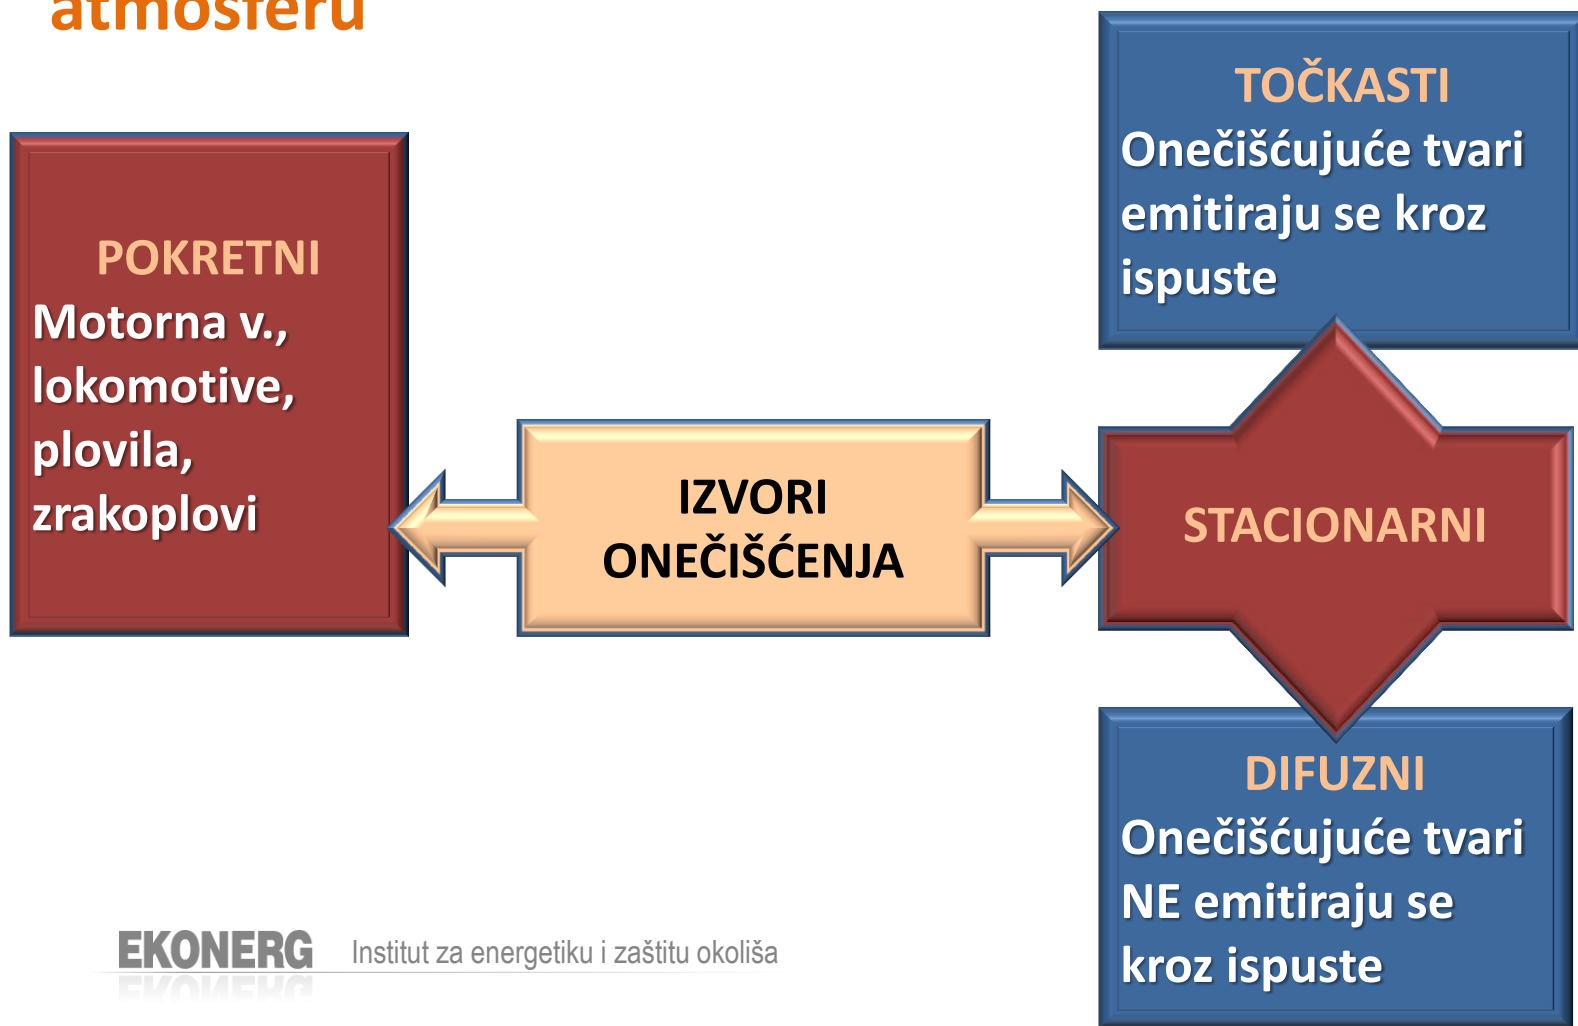 atmosferu
POKRETNI
Motorna v.,
lokomotive,
plovila,
zrakoplovi
IZVORI
ONEČIŠĆENJA
TOČKASTI
Onečišćujuće tvari
emitiraju se kroz
ispuste
STACIONARNI
DIFUZNI
Onečišćujuće tvari
NE emitiraju se
kroz ispuste
EKONERG Institut za energetiku i zaštitu okoliša